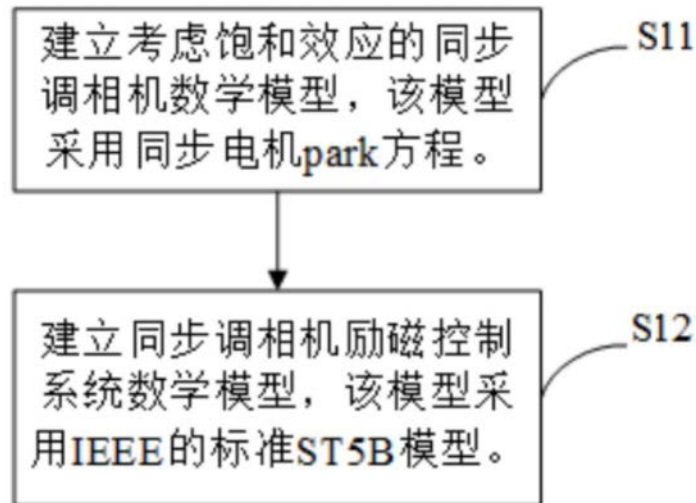 建立考虑饱和效应的同步
调相机数学模型，该模型
采用同步电机park方程。
S11
建立同步调相机励磁控制
系统数学模型，该模型采
用IEEE的标准ST5B模型。
S12